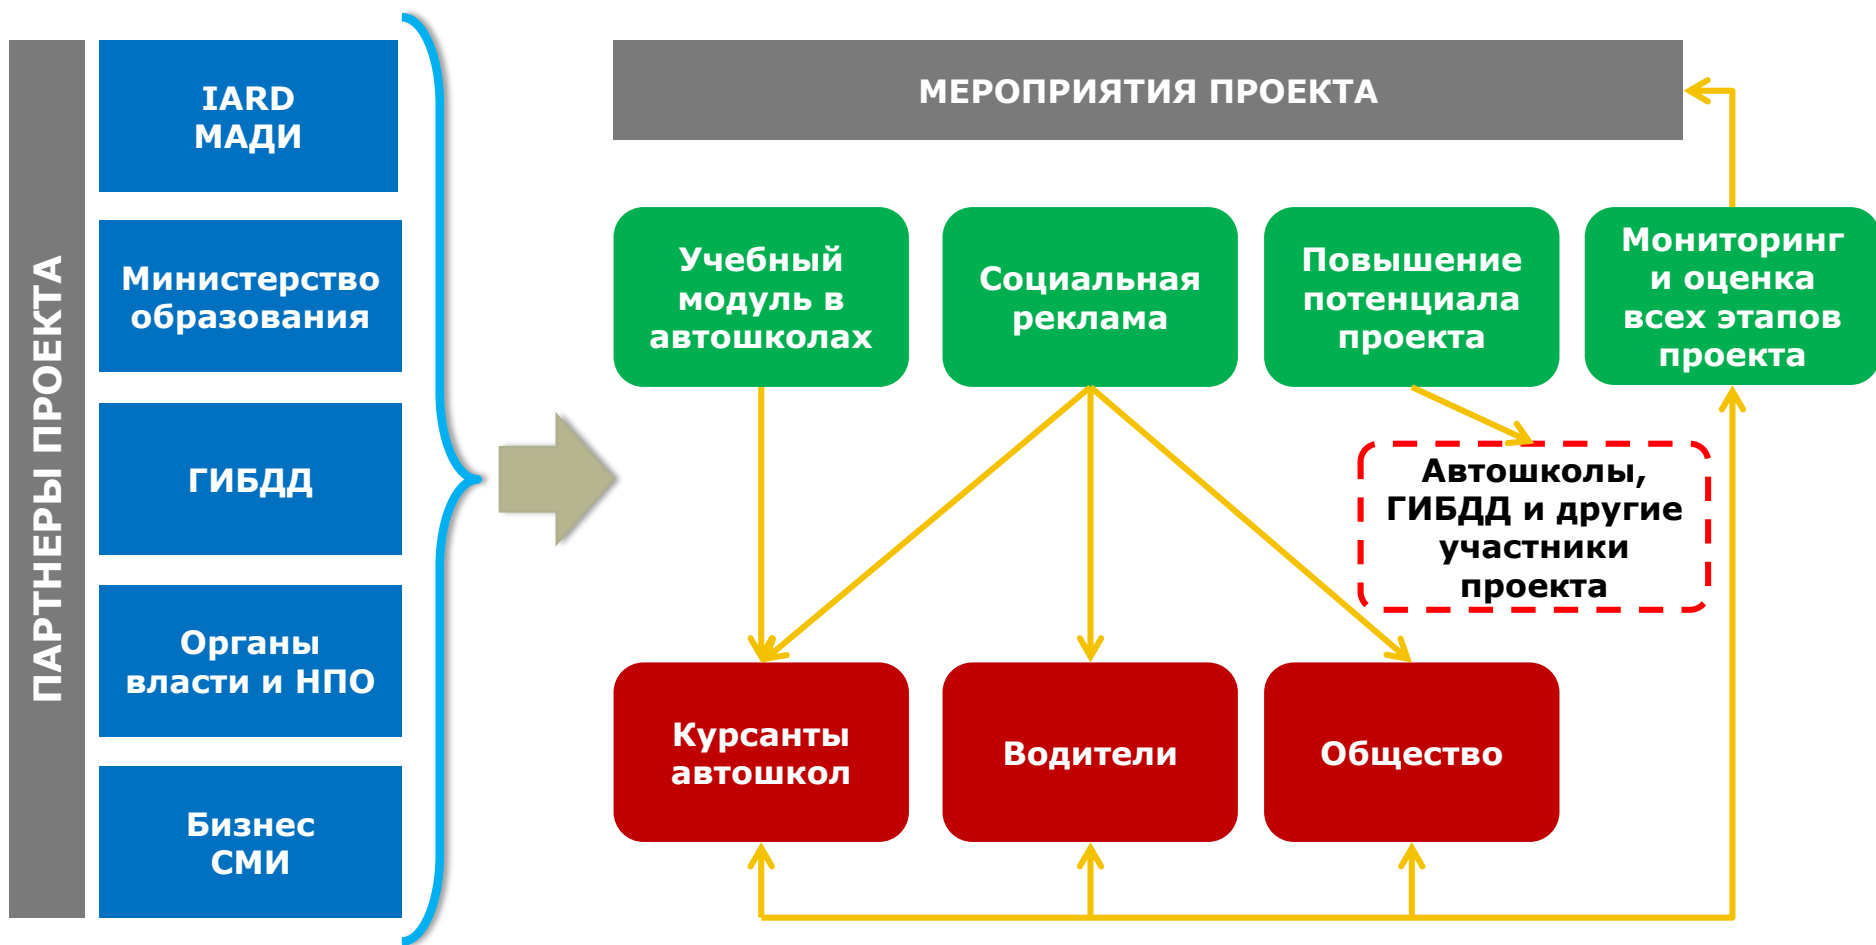 ПАРТНЕРЫ ПРОЕКТА
IARD
МАДИ
Министерство
образования
ГИБДД
Органы
власти и НПО
Бизнес
СМИ
МЕРОПРИЯТИЯ ПРОЕКТА
Учебный
модуль в
автошколах
Социальная
реклама
Повышение
потенциала
проекта
Мониторинг
и оценка
всех этапов
проекта
Автошколы,
ГИБДД и другие
участники
проекта
Курсанты
автошкол
Водители
Общество